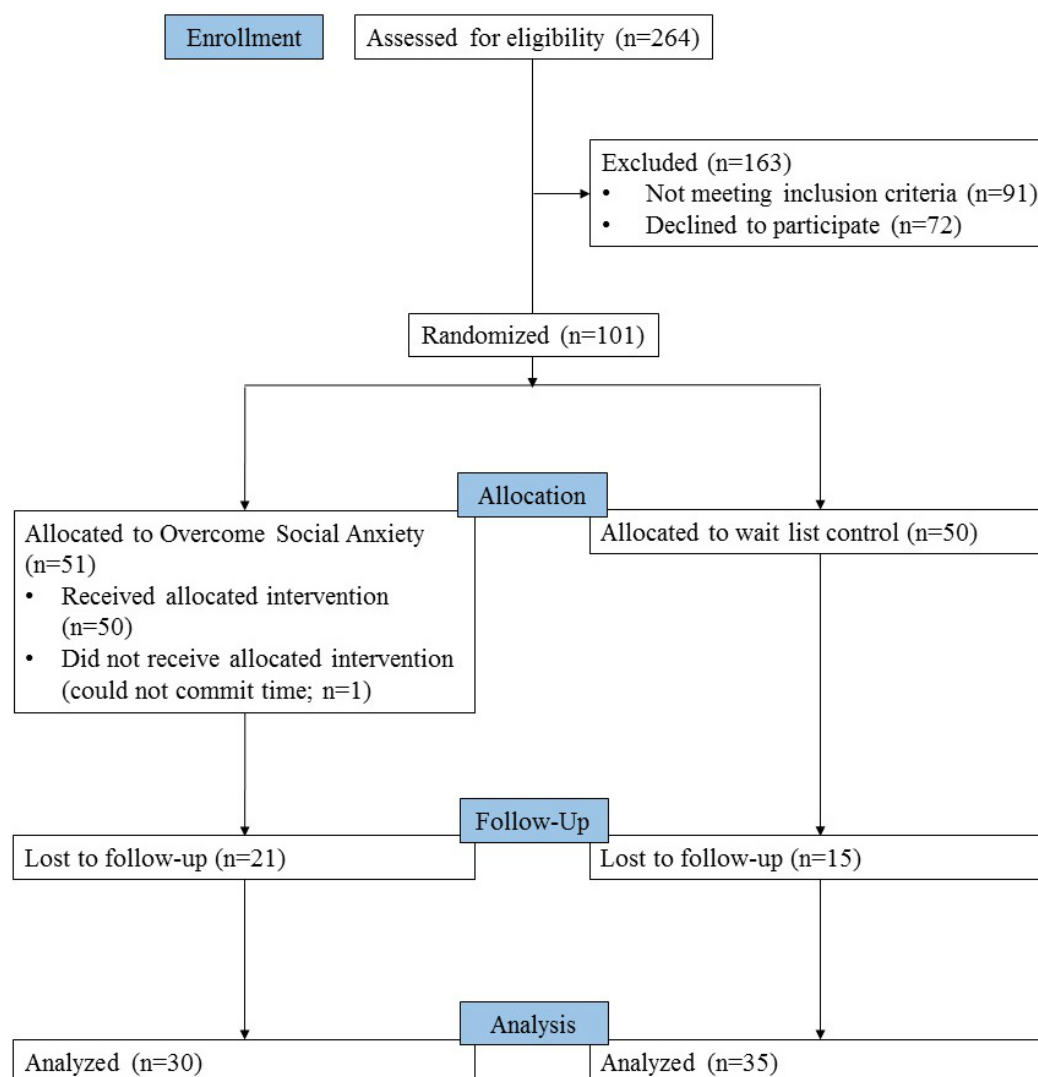 Enrollment
Assessed for eligibility (n=264)
Excluded (n=163)
• Not meeting inclusion criteria (n=91)
• Declined to participate (n=72)
Randomized (n=101)
Allocation
Allocated to Overcome Social Anxiety
(n=51)
• Received allocated intervention
(n=50)
• Did not receive allocated intervention
(could not commit time; n=1)
Allocated to wait list control (n=50)
Follow-Up
Lost to follow-up (n=21)
Lost to follow-up (n=15)
Analysis
Analyzed (n=30)
Analyzed (n=35)